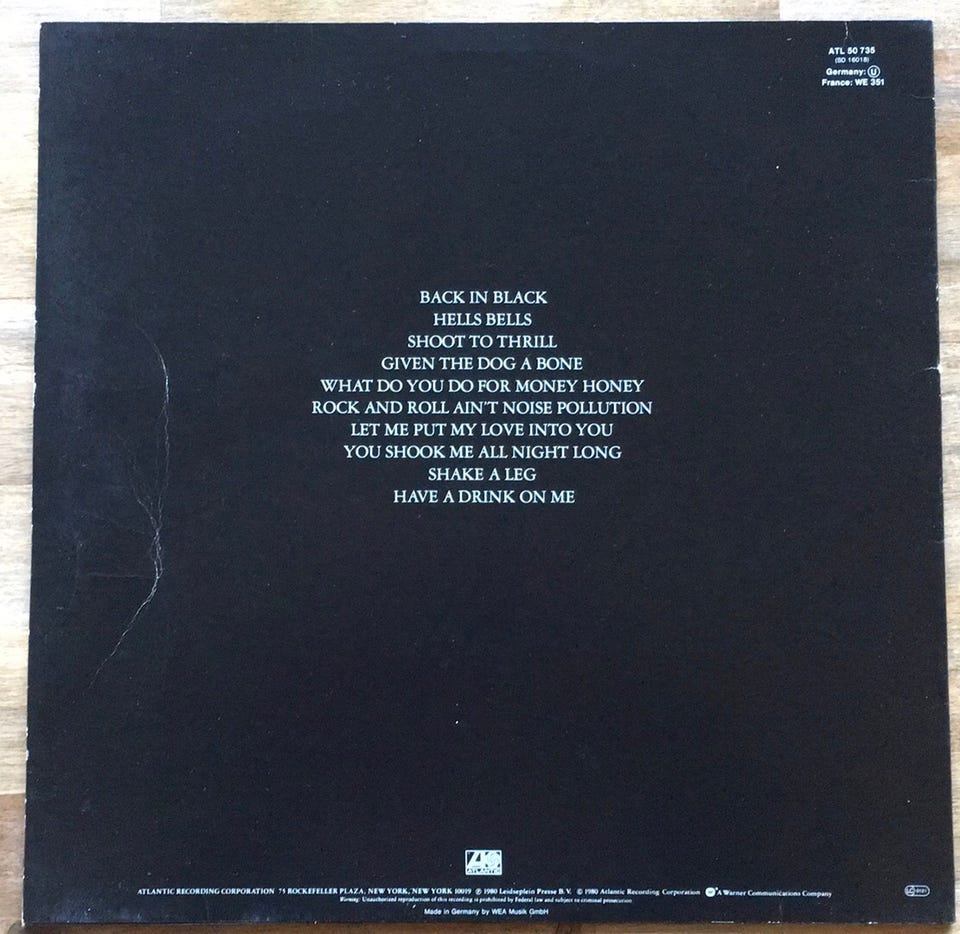 ATL 50 735
(SD 16018)
Germany: U
France: WE 351
BACK IN BLACK
HELLS BELLS
SHOOT TO THRILL
GIVEN THE DOG A BONE
WHAT DO YOU DO FOR MONEY HONEY
ROCK AND ROLL AIN'T NOISE POLLUTION
LET ME PUT MY LOVE INTO YOU
YOU SHOOK ME ALL NIGHT LONG
SHAKE A LEG
HAVE A DRINK ON ME
ATLANTIC
ATLANTIC RECORDING CORPORATION 75 ROCKEFELLER PLAZA, NEW YORK, NEW YORK 10019 ℗ 1980 Leidseplein Presse B.V. © 1980 Atlantic Recording Corporation A Warner Communications Company
Warning: Unauthorized reproduction of this recording is prohibited by Federal law and subject to criminal prosecution
Made in Germany by WEA Musik GmbH